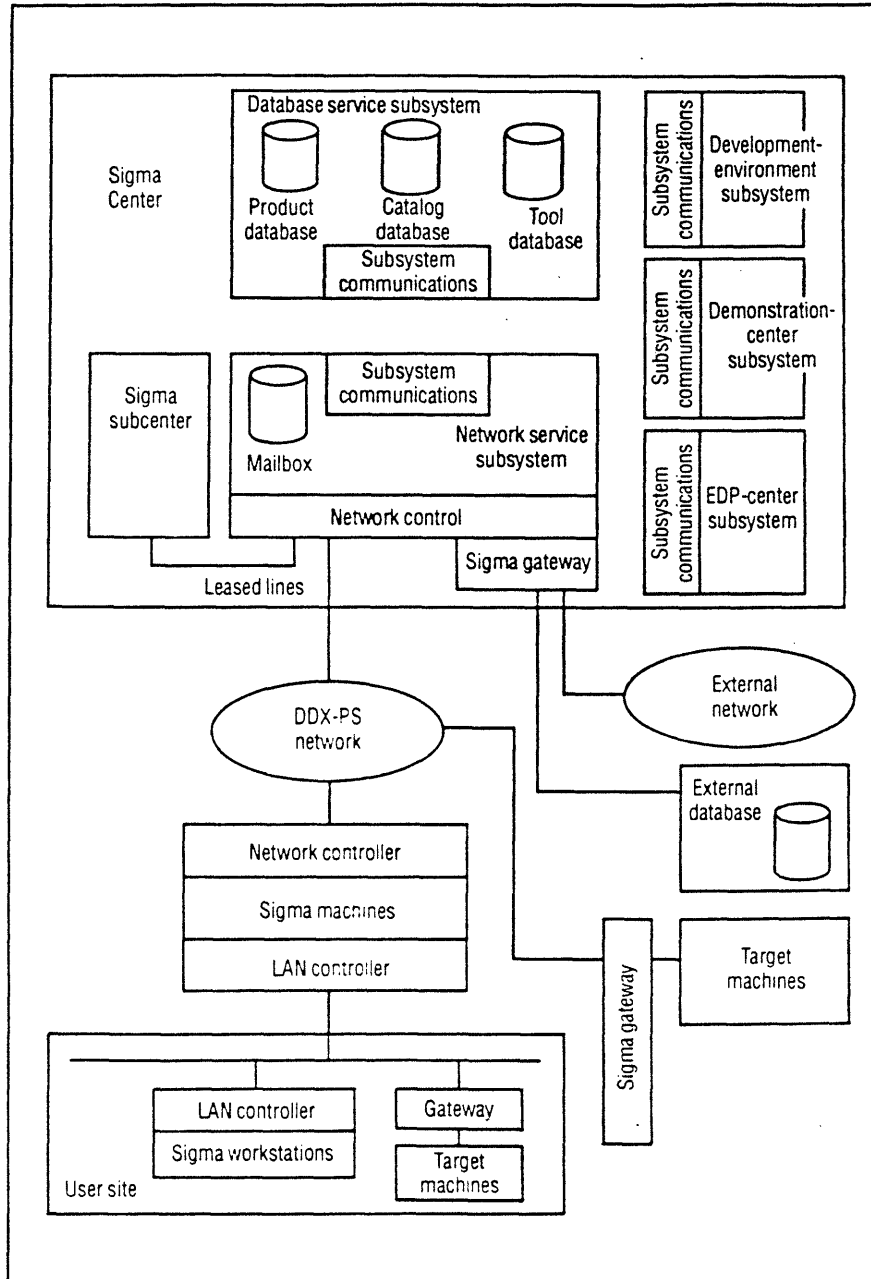 Database service subsystem
Sigma
Center
Product
database
Catalog
database
Tool
database
Subsystem
communications
Subsystem
communications
Development-
environment
subsystem
Subsystem
communications
Demonstration-
center
subsystem
Subsystem
communications
EDP-center
subsystem
Sigma
subcenter
Subsystem
communications
Mailbox
Network service
subsystem
Network control
Sigma gateway
Leased lines
DDX-PS
network
External
network
External
database
Network controller
Sigma machines
LAN controller
Sigma gateway
Target
machines
LAN controller
Sigma workstations
Gateway
Target
machines
User site